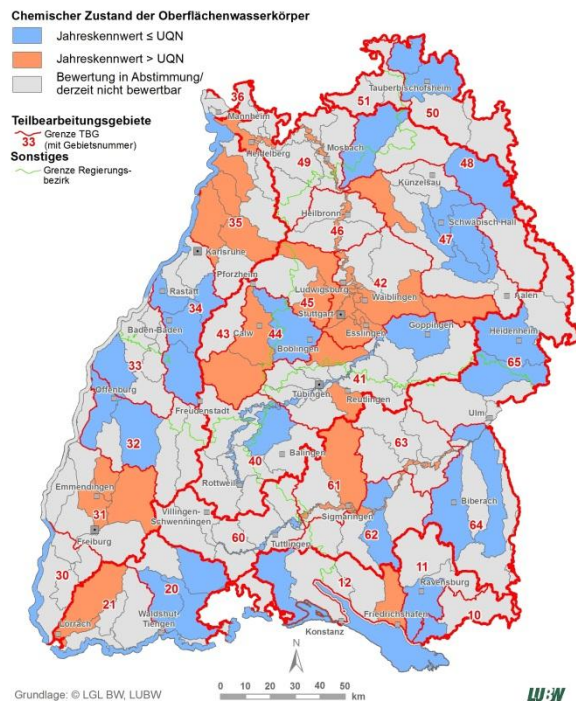 Chemischer Zustand der Oberflächenwasserkörper
Jahreskennwert ≤ UQN
Jahreskennwert > UQN
Bewertung in Abstimmung/
derzeit nicht bewertbar
Teilbearbeitungsgebiete
33
Grenze TBG
(mit Gebietsnummer)
Sonstiges
Grenze Regierungs-
bezirk
Tauberbischofsheim
51
50
36
Mannheim
Heidelberg
49
Mosbach
48
Künzelsau
35
Heilbronn
46
Schwäbisch-Hall
47
Karlsruhe
Pforzheim
Ludwigsburg
42
45
Stuttgart
Waiblingen
Aalen
Rastatt
34
Esslingen
Göppingen
Heidenheim
Baden-Baden
43
Calw
44
Böblingen
65
33
Offenburg
41
Tübingen
Reutlingen
Freudenstadt
Ulm
32
63
40
Balingen
61
Rottweil
Emmendingen
31
Biberach
64
Villingen-
Schwenningen
Sigmaringen
62
Freiburg
60
Tuttlingen
30
11
12
Ravensburg
20
21
10
Friedrichshafen
Waldshut-
Tiengen
Lörrach
Konstanz
N
Grundlage: © LGL BW, LUBW
0 10 20 30 40 50
km
LUBW